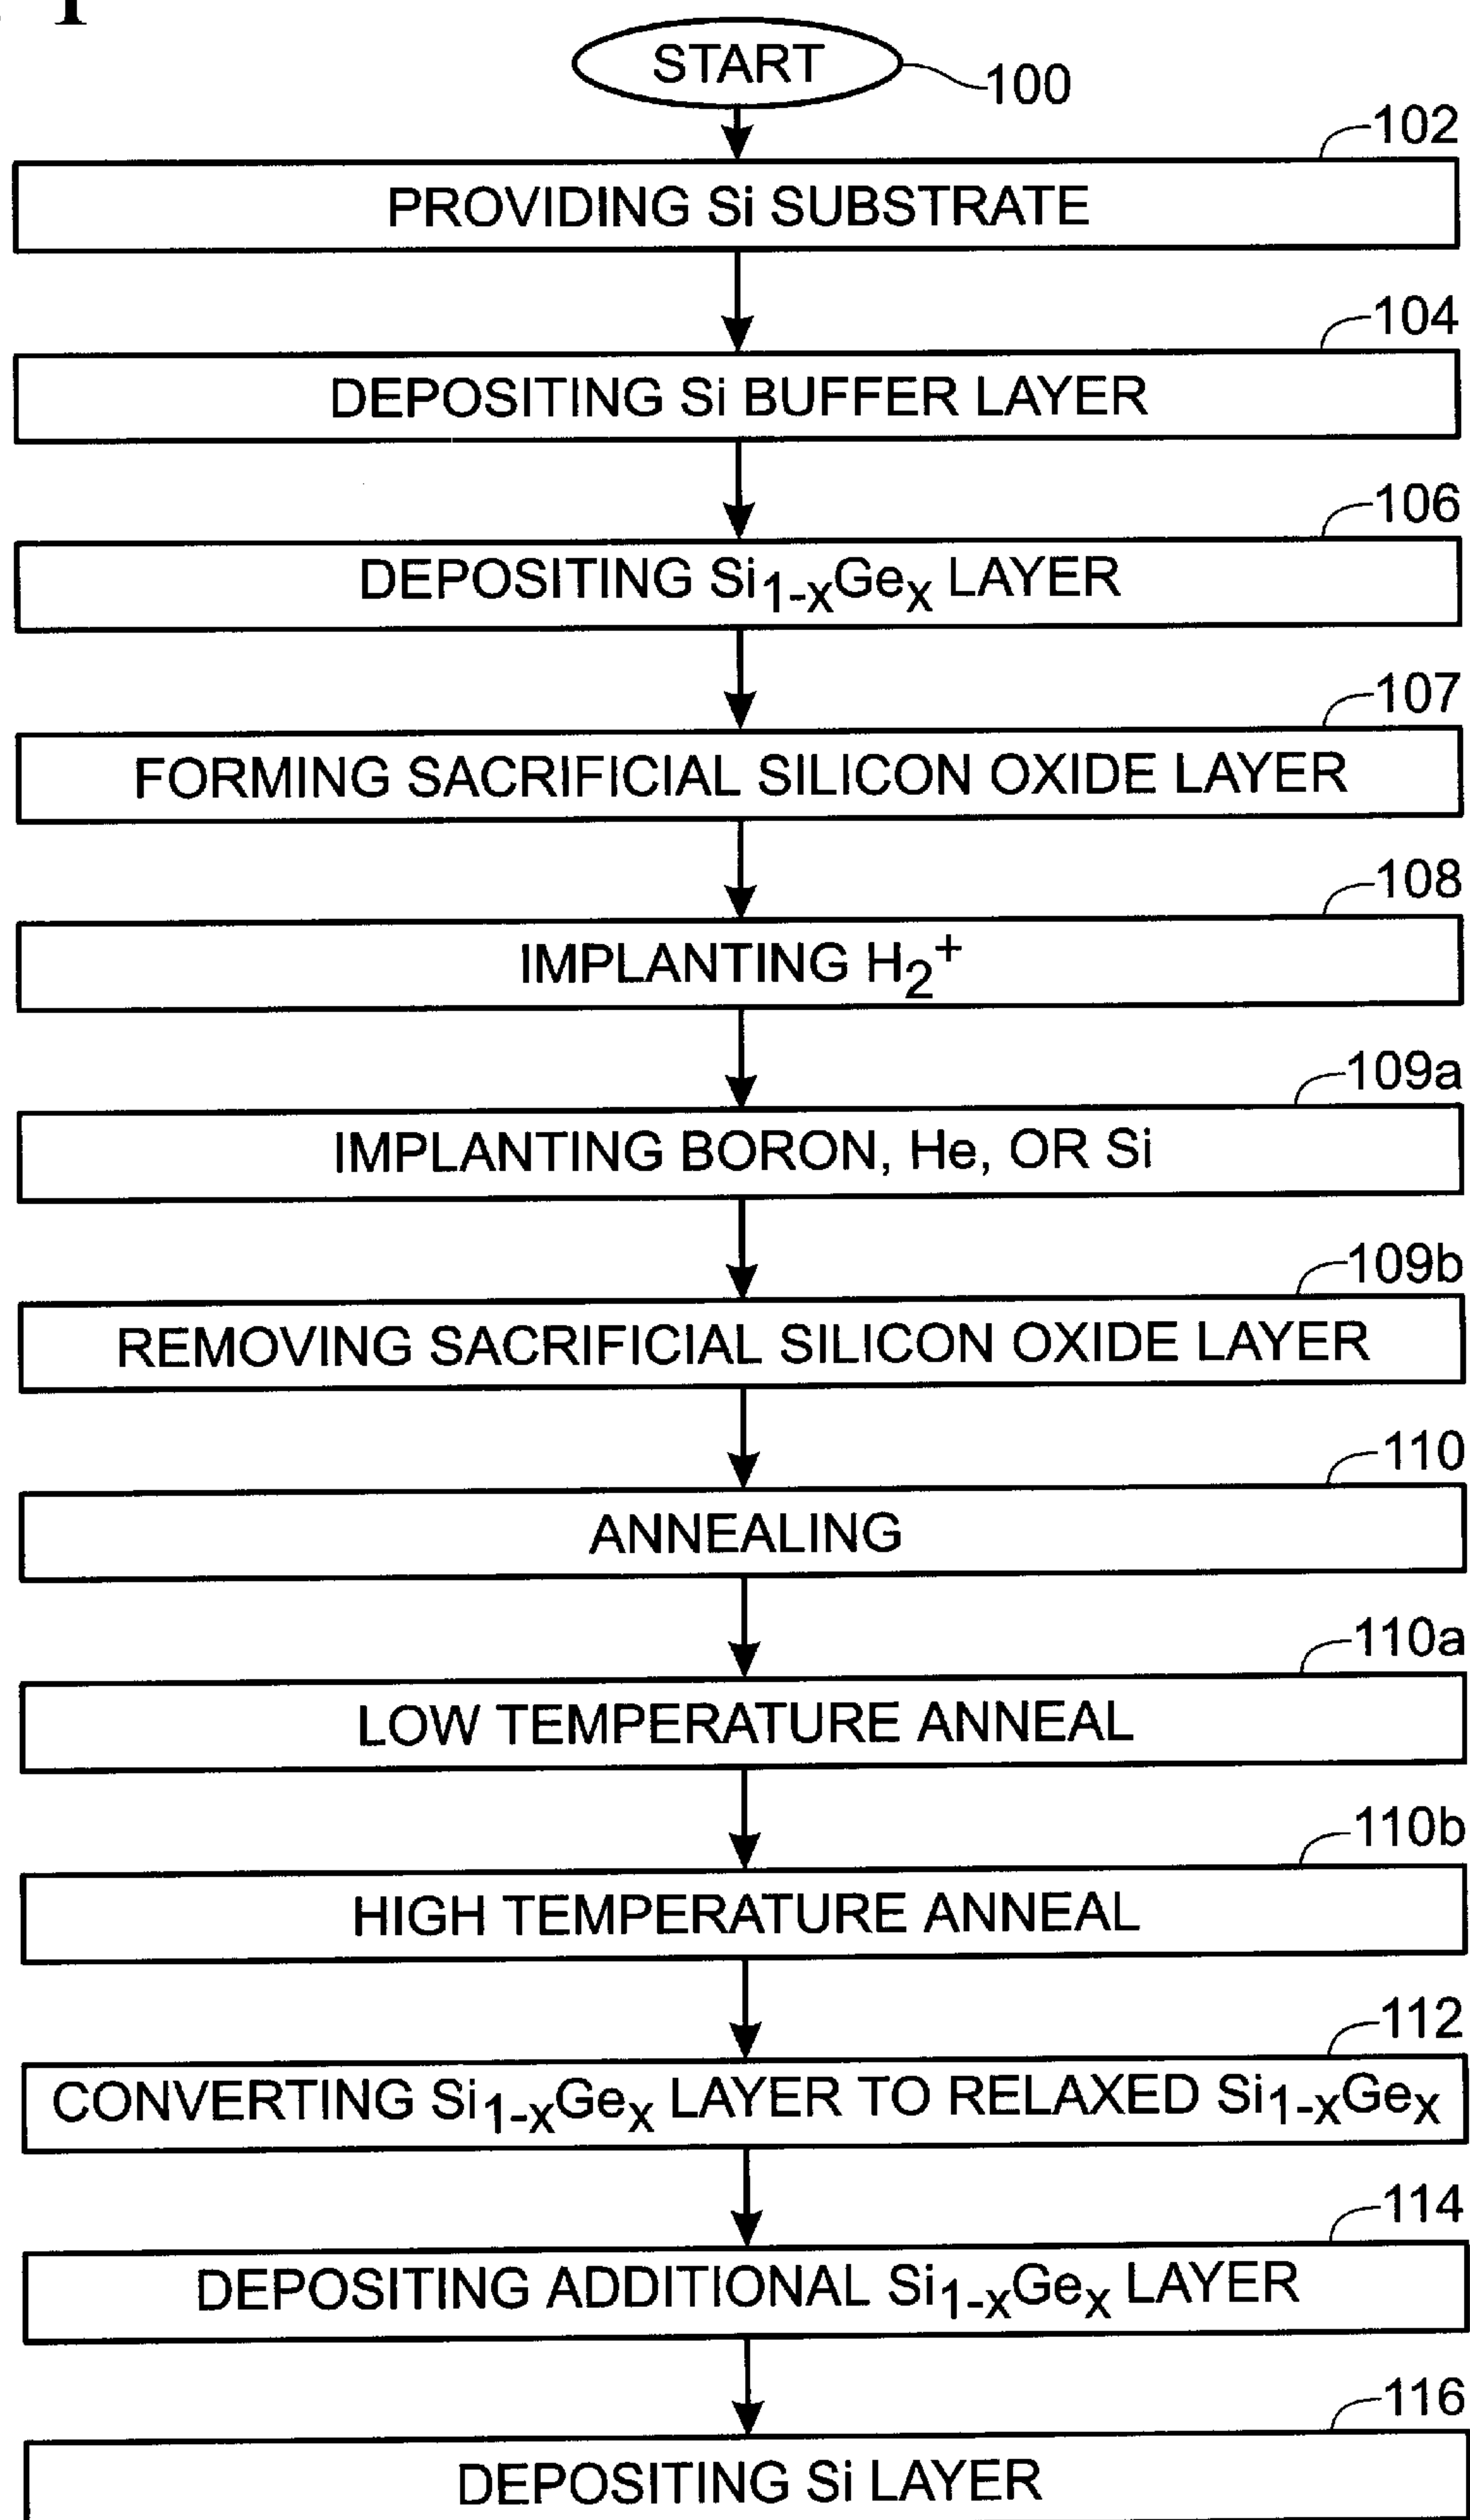 START
100
102
PROVIDING Si SUBSTRATE
104
DEPOSITING Si BUFFER LAYER
106
DEPOSITING Si1-xGex LAYER
107
FORMING SACRIFICIAL SILICON OXIDE LAYER
108
IMPLANTING H2+
109a
IMPLANTING BORON, He, OR Si
109b
REMOVING SACRIFICIAL SILICON OXIDE LAYER
110
ANNEALING
110a
LOW TEMPERATURE ANNEAL
110b
HIGH TEMPERATURE ANNEAL
112
CONVERTING Si1-xGex LAYER TO RELAXED Si1-xGex
114
DEPOSITING ADDITIONAL Si1-xGex LAYER
116
DEPOSITING Si LAYER